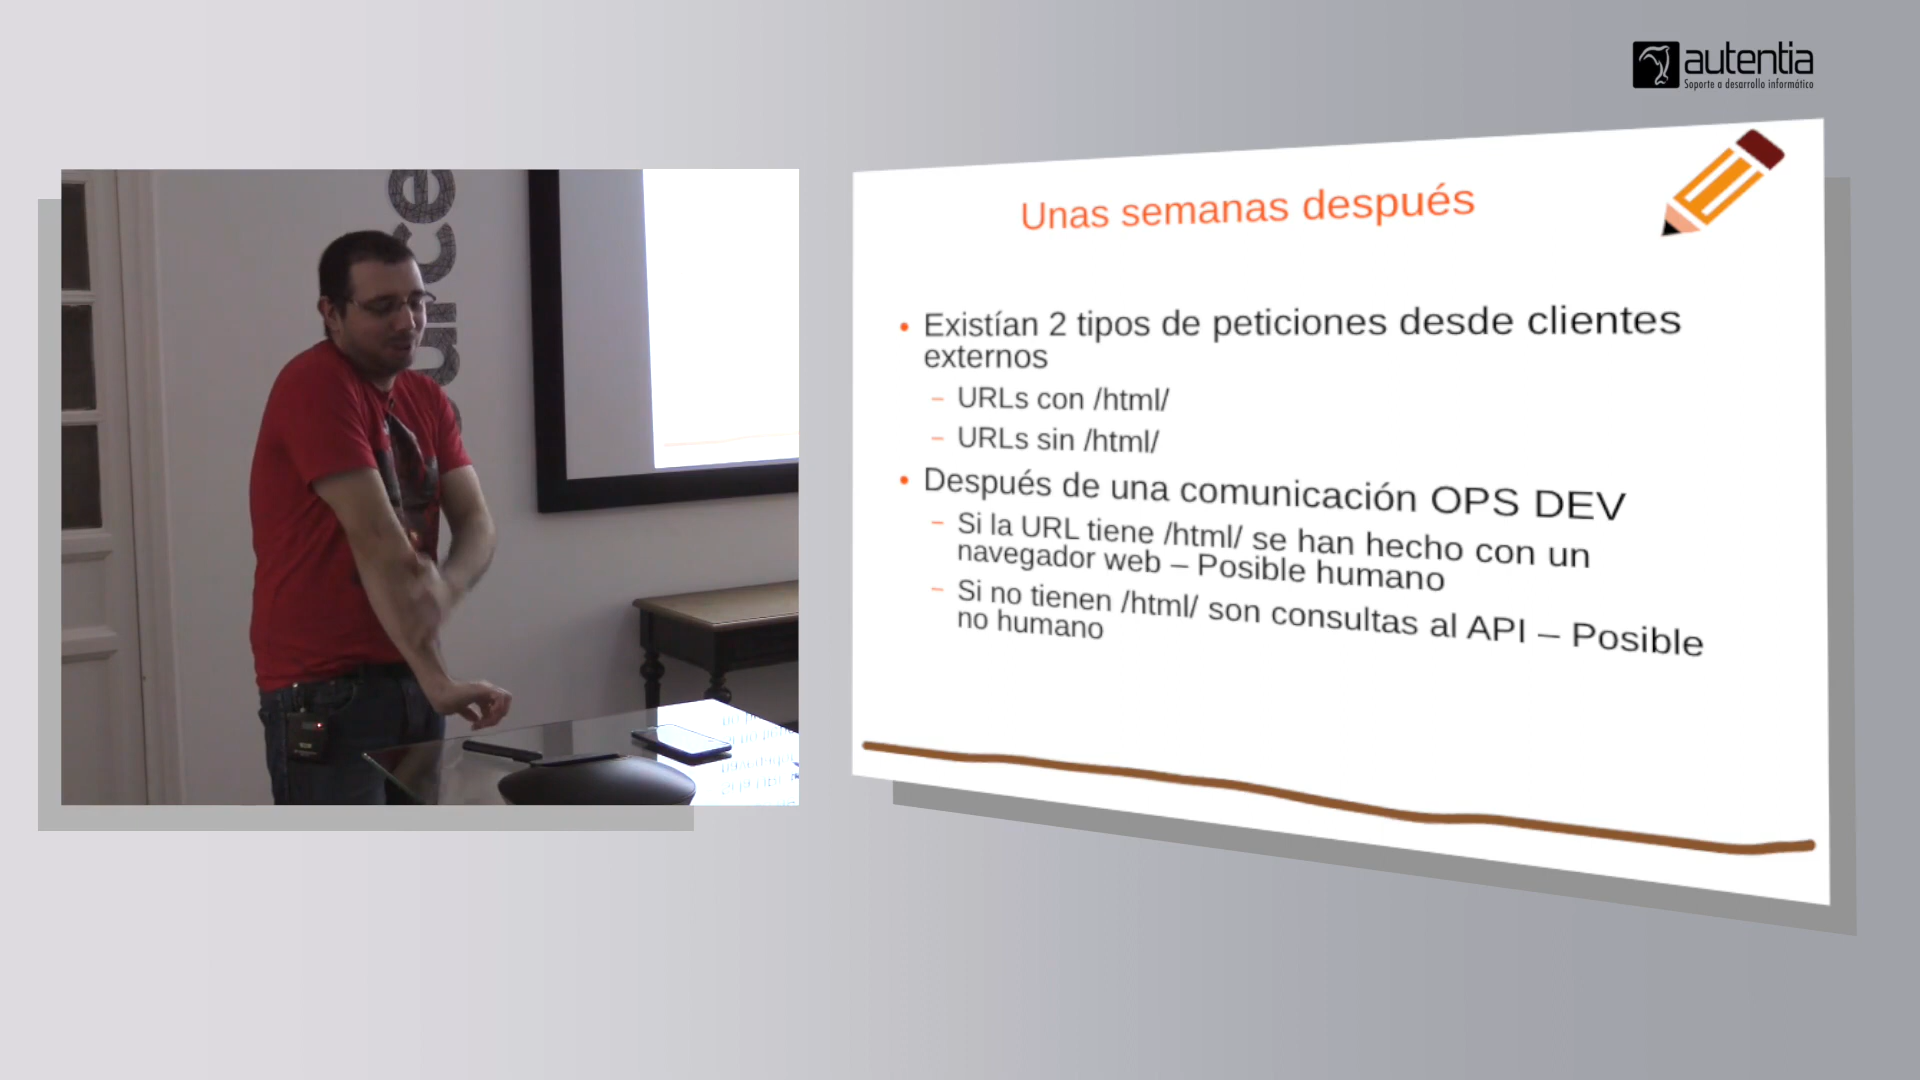 autentia
Soporte a desarrollo informático
Unas semanas después
Existían 2 tipos de peticiones desde clientes
externos
– URLs con /html/
– URLs sin /html/
Después de una comunicación OPS DEV
– Si la URL tiene /html/ se han hecho con un
navegador web – Posible humano
– Si no tienen /html/ son consultas al API – Posible
no humano
urce